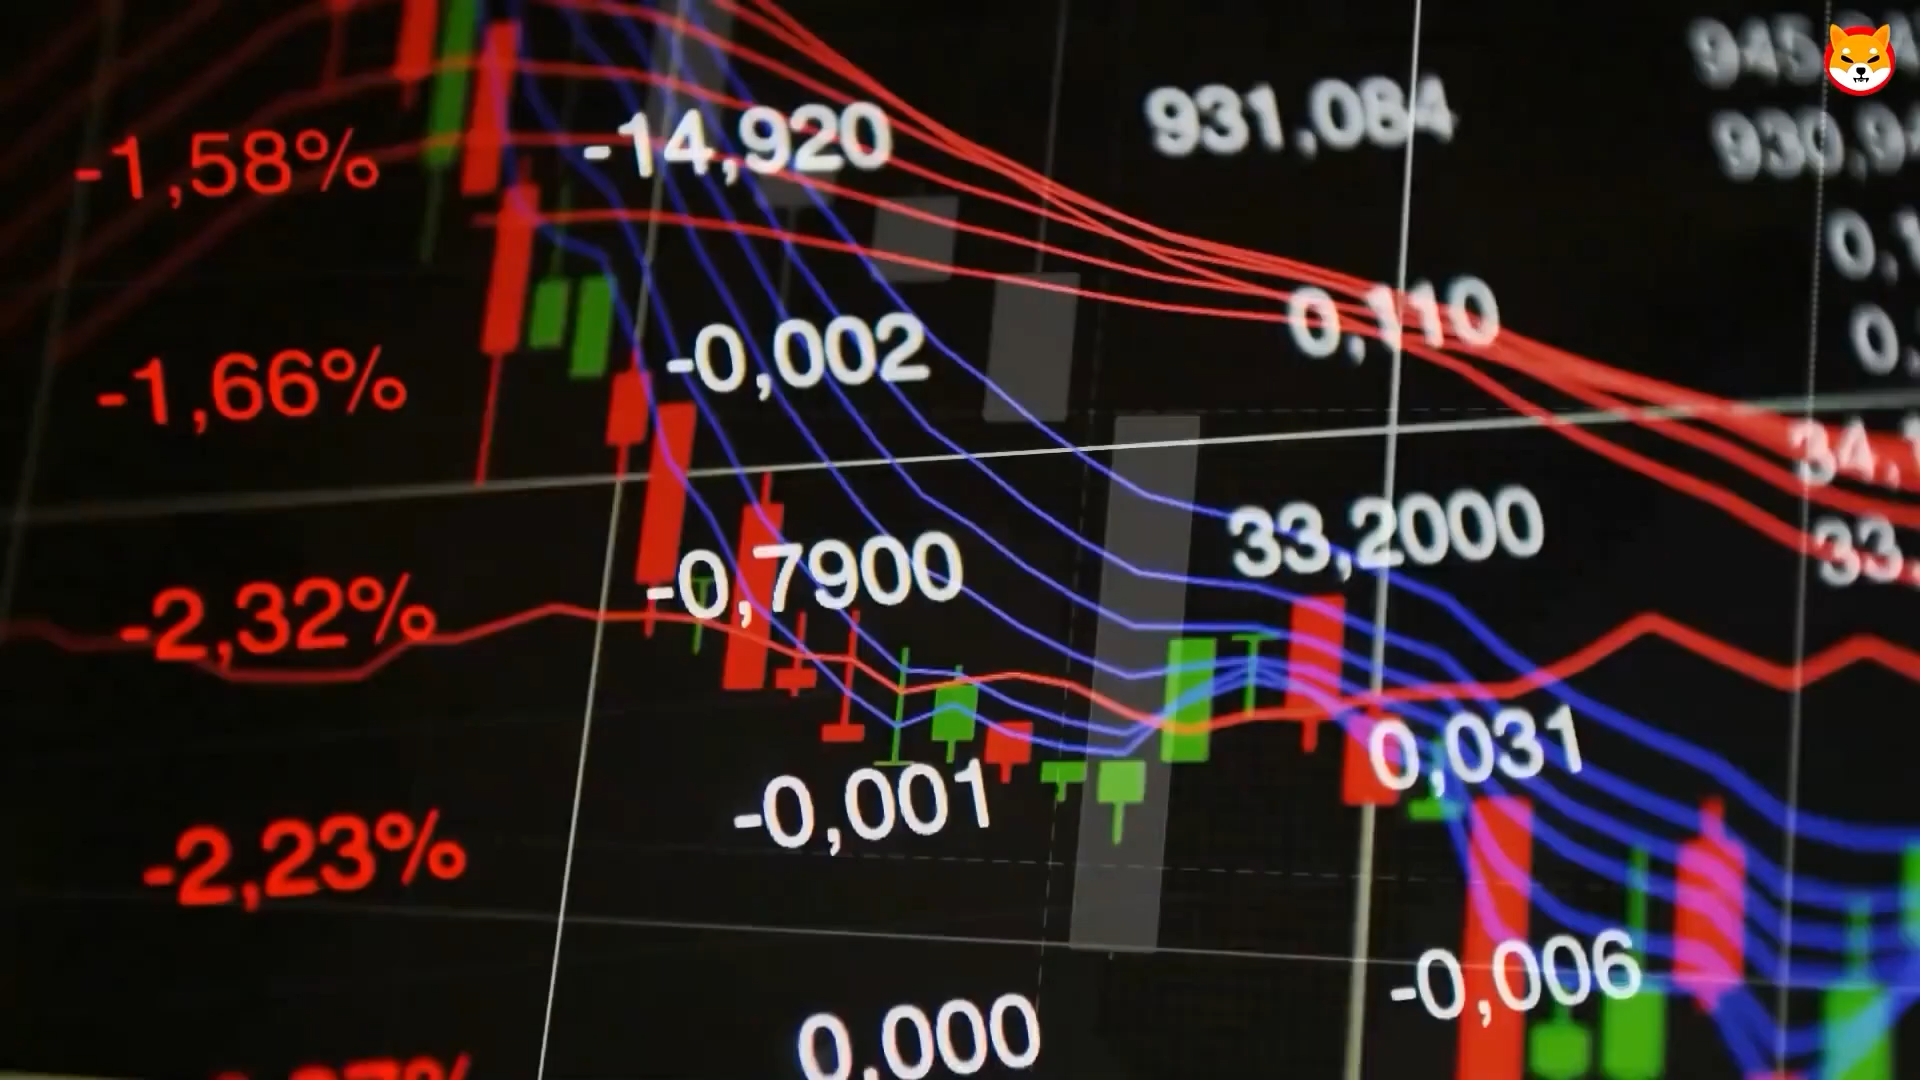 -1,58% -14,920 931,084
-1,66% -0,002 0,110
-2,32% -0,7900 33,2000
-2,23% -0,001 0,031
0,000 -0,006